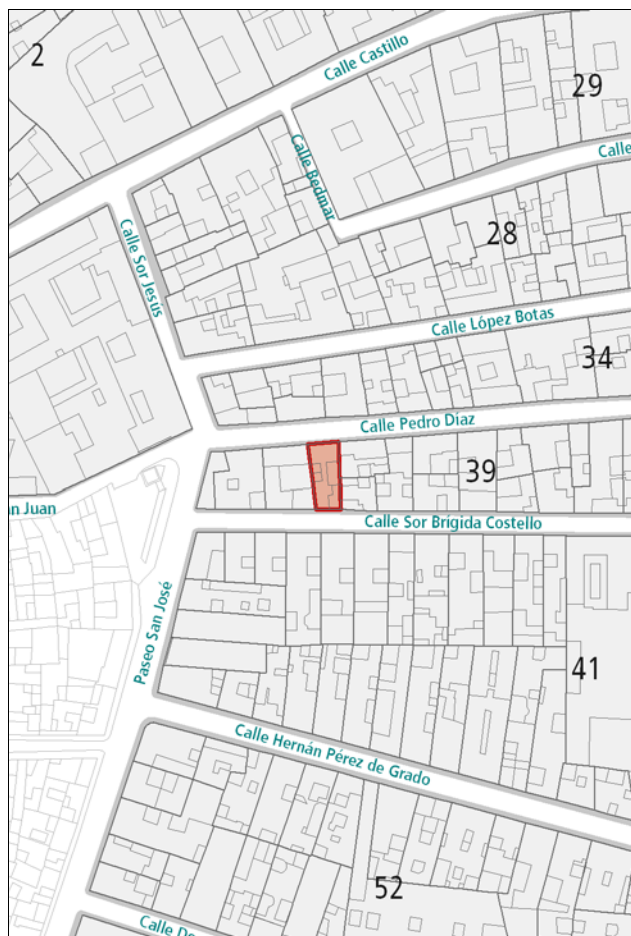 2
Calle Castillo
29
Calle Bedmar
Calle
28
Calle Sor Jesús
Calle López Botas
34
Calle Pedro Díaz
39
an Juan
Calle Sor Brígida Costello
Paseo San José
41
Calle Hernán Pérez de Grado
52
Calle De